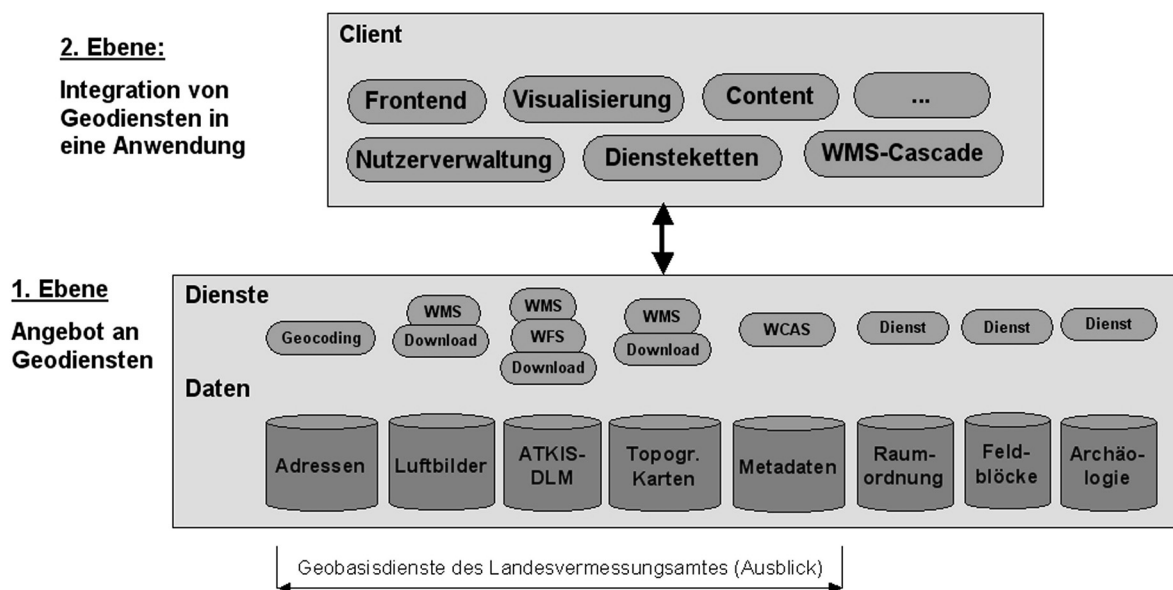 2. Ebene:
Integration von
Geodiensten in
eine Anwendung
Client
Frontend
Visualisierung
Content
...
Nutzerverwaltung
Diensteketten
WMS-Cascade
1. Ebene
Angebot an
Geodiensten
Dienste
Geocoding
WMS
Download
WMS
WFS
Download
WMS
Download
WCAS
Dienst
Dienst
Dienst
Daten
Adressen
Luftbilder
ATKIS-
DLM
Topogr.
Karten
Metadaten
Raum-
ordnung
Feld-
blöcke
Archäo-
logie
Geobasisdienste des Landesvermessungsamtes (Ausblick)